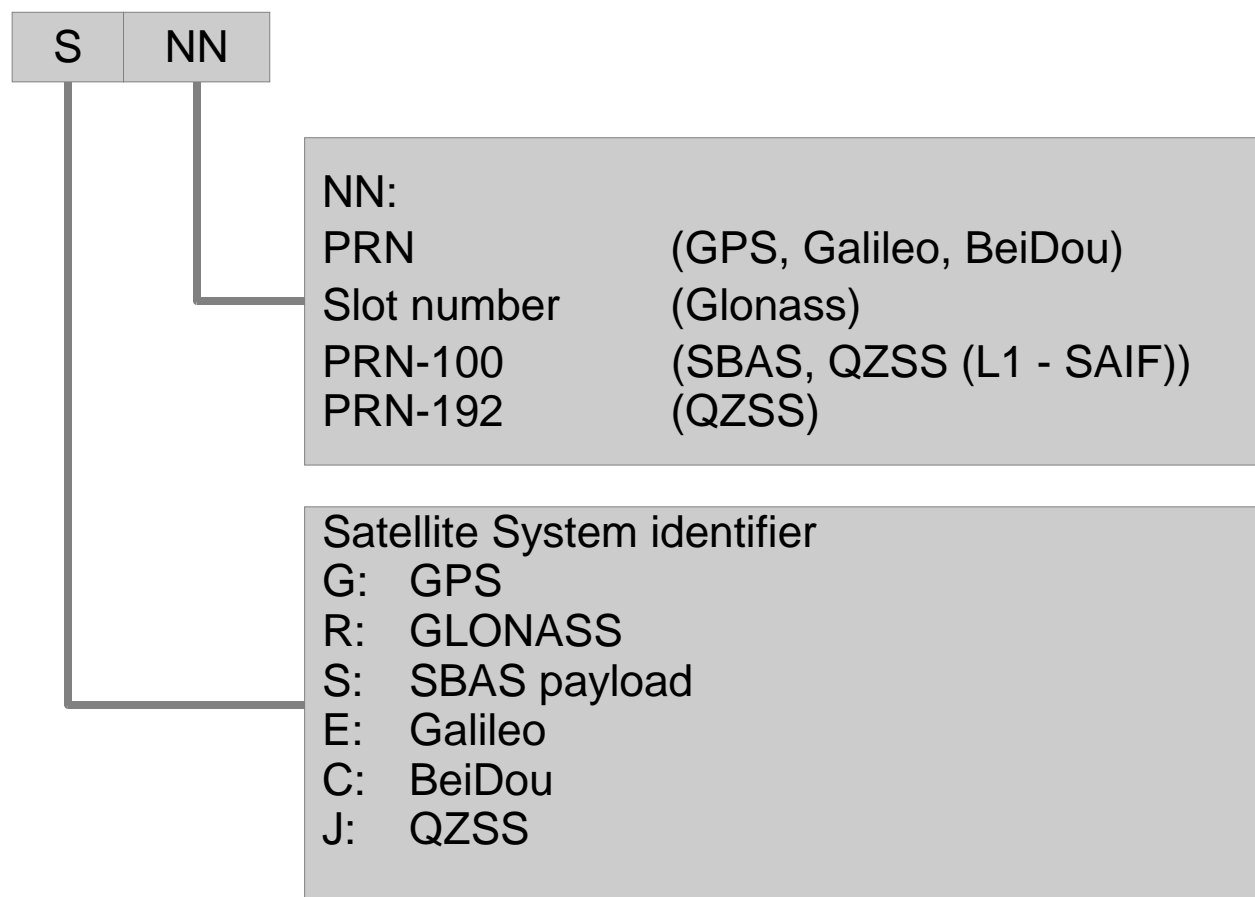 S NN
NN:
PRN (GPS, Galileo, BeiDou)
Slot number (Glonass)
PRN-100 (SBAS, QZSS (L1 - SAIF))
PRN-192 (QZSS)
Satellite System identifier
G: GPS
R: GLONASS
S: SBAS payload
E: Galileo
C: BeiDou
J: QZSS